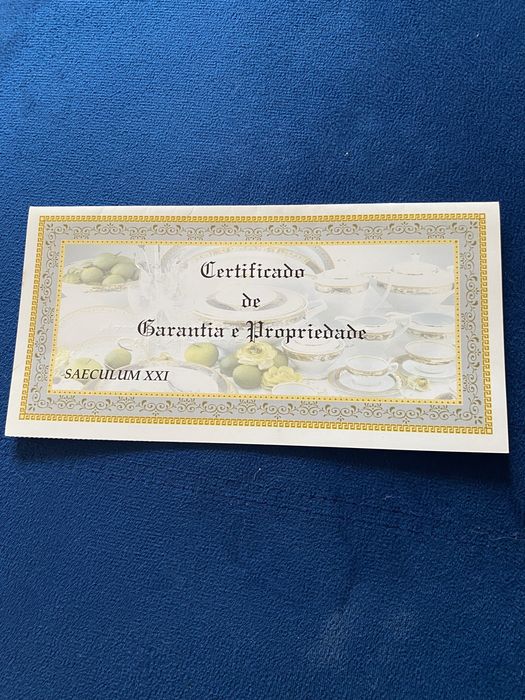 Certificado
de
Garantia e Propriedade
SAECULUM XXI